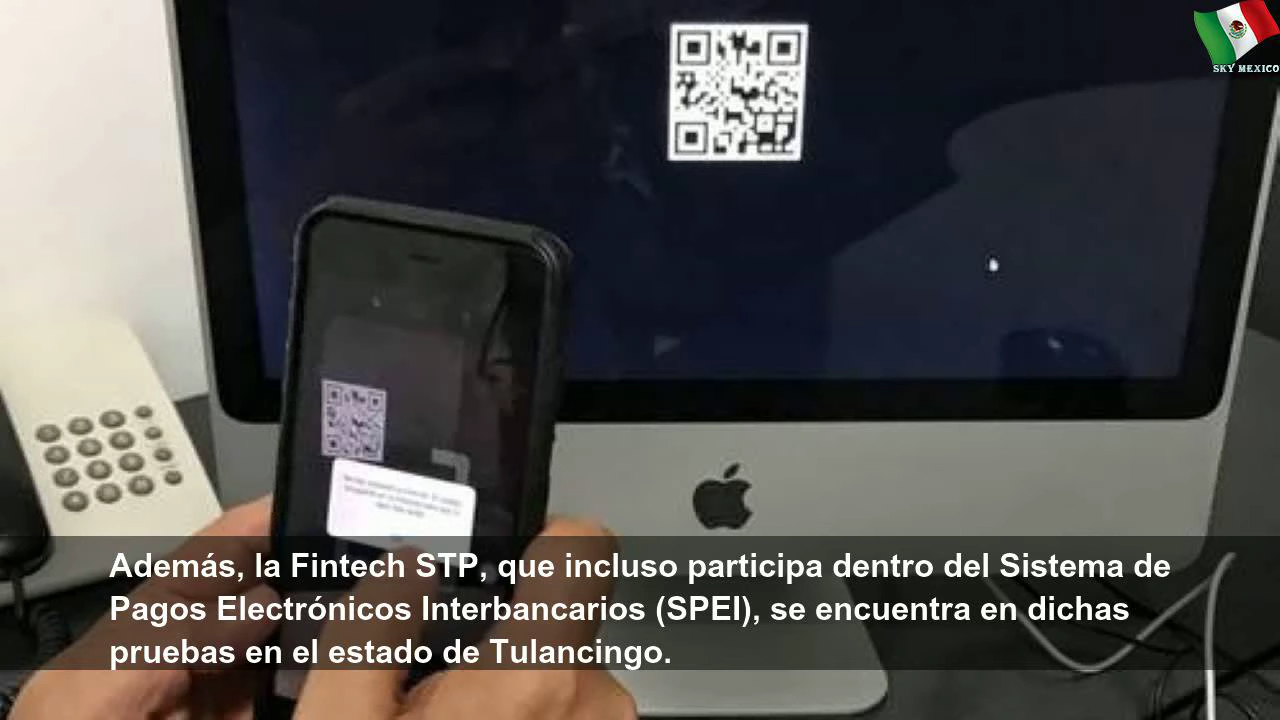 SKY MEXICO
Además, la Fintech STP, que incluso participa dentro del Sistema de
Pagos Electrónicos Interbancarios (SPEI), se encuentra en dichas
pruebas en el estado de Tulancingo.